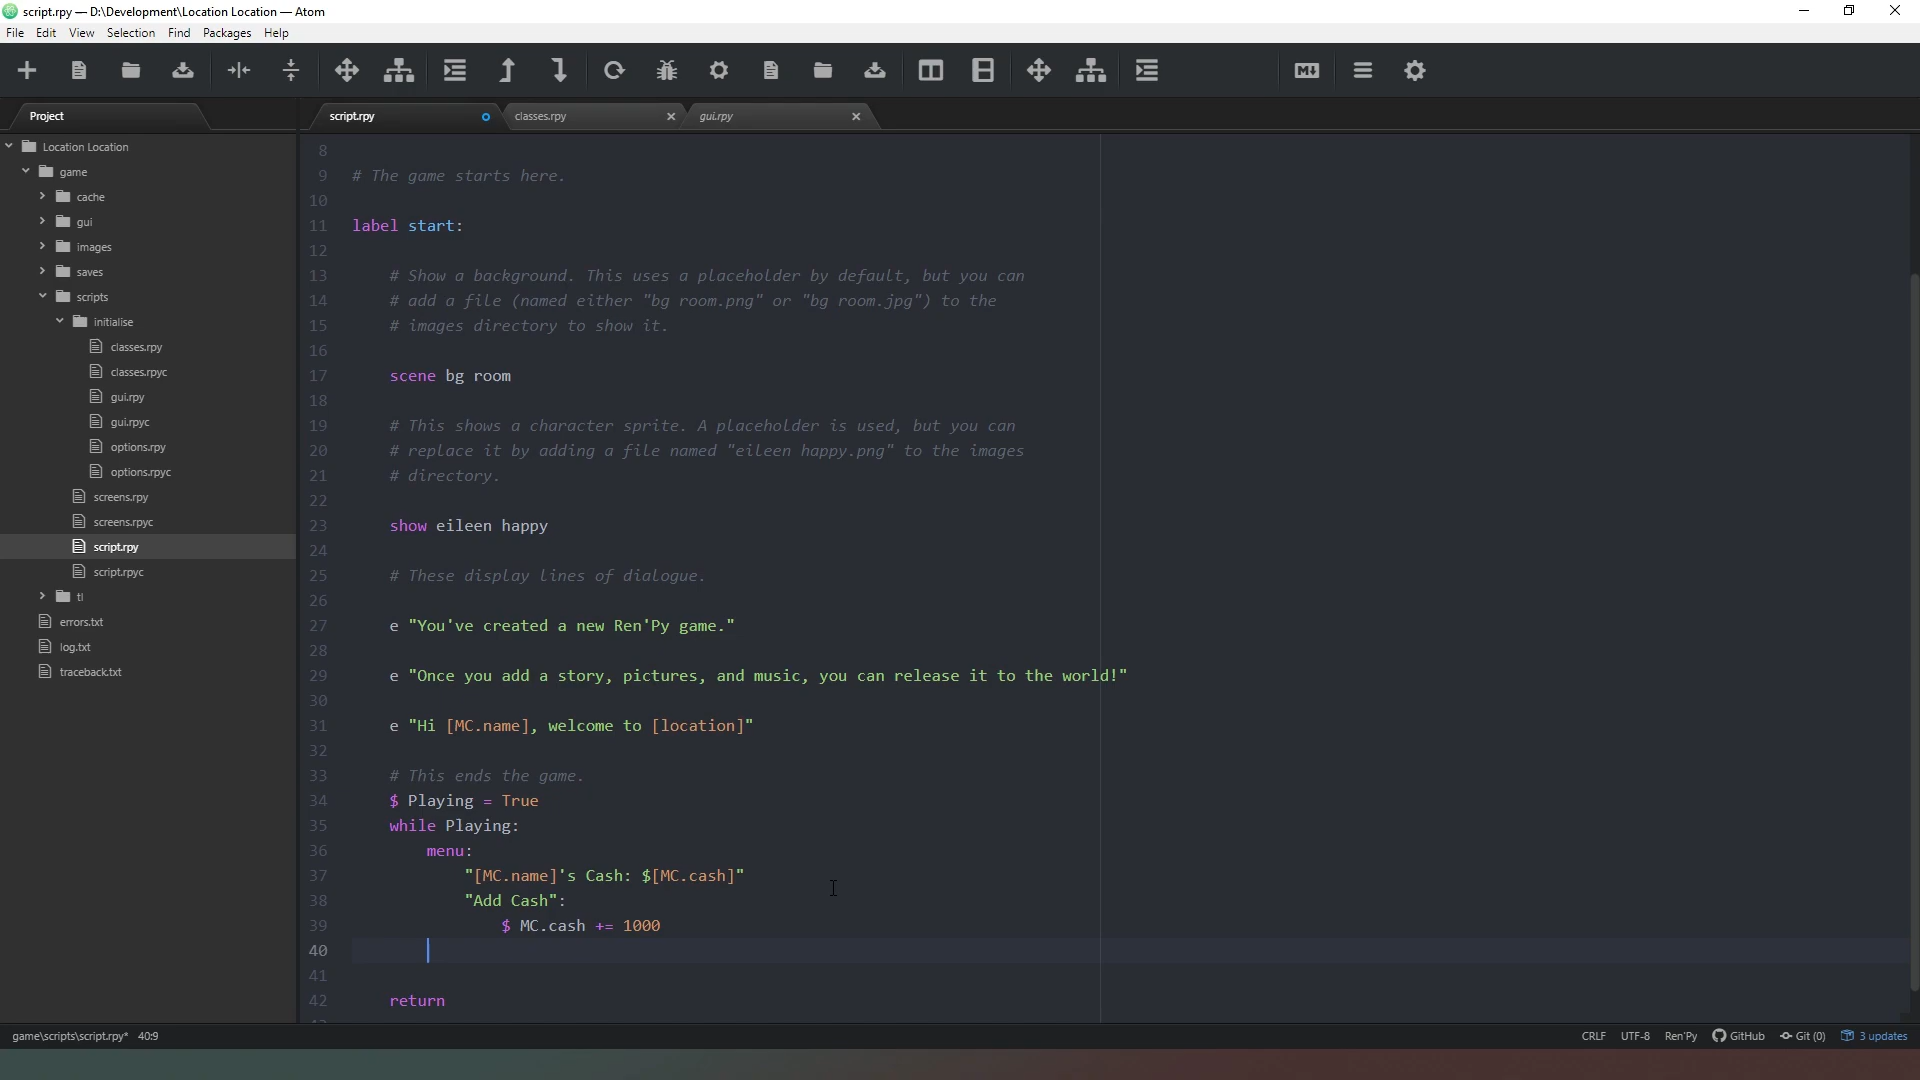 script.rpy — D:\Development\Location Location — Atom
File Edit View Selection Find Packages Help
M↓
Project
script.rpy classes.rpy gui.rpy
Location Location
game
cache
gui
images
saves
scripts
initialise
classes.rpy
classes.rpyc
gui.rpy
gui.rpyc
options.rpy
options.rpyc
screens.rpy
screens.rpyc
script.rpy
script.rpyc
tl
errors.txt
log.txt
traceback.txt
8
9 # The game starts here.
10
11 label start:
12
13 # Show a background. This uses a placeholder by default, but you can
14 # add a file (named either "bg room.png" or "bg room.jpg") to the
15 # images directory to show it.
16
17 scene bg room
18
19 # This shows a character sprite. A placeholder is used, but you can
20 # replace it by adding a file named "eileen happy.png" to the images
21 # directory.
22
23 show eileen happy
24
25 # These display lines of dialogue.
26
27 e "You've created a new Ren'Py game."
28
29 e "Once you add a story, pictures, and music, you can release it to the world!"
30
31 e "Hi [MC.name], welcome to [location]"
32
33 # This ends the game.
34 $ Playing = True
35 while Playing:
36 menu:
37 "[MC.name]'s Cash: $[MC.cash]"
38 "Add Cash":
39 $ MC.cash += 1000
40
41
42 return
game\scripts\script.rpy* 40:9 CRLF UTF-8 Ren'Py GitHub Git (0) 3 updates